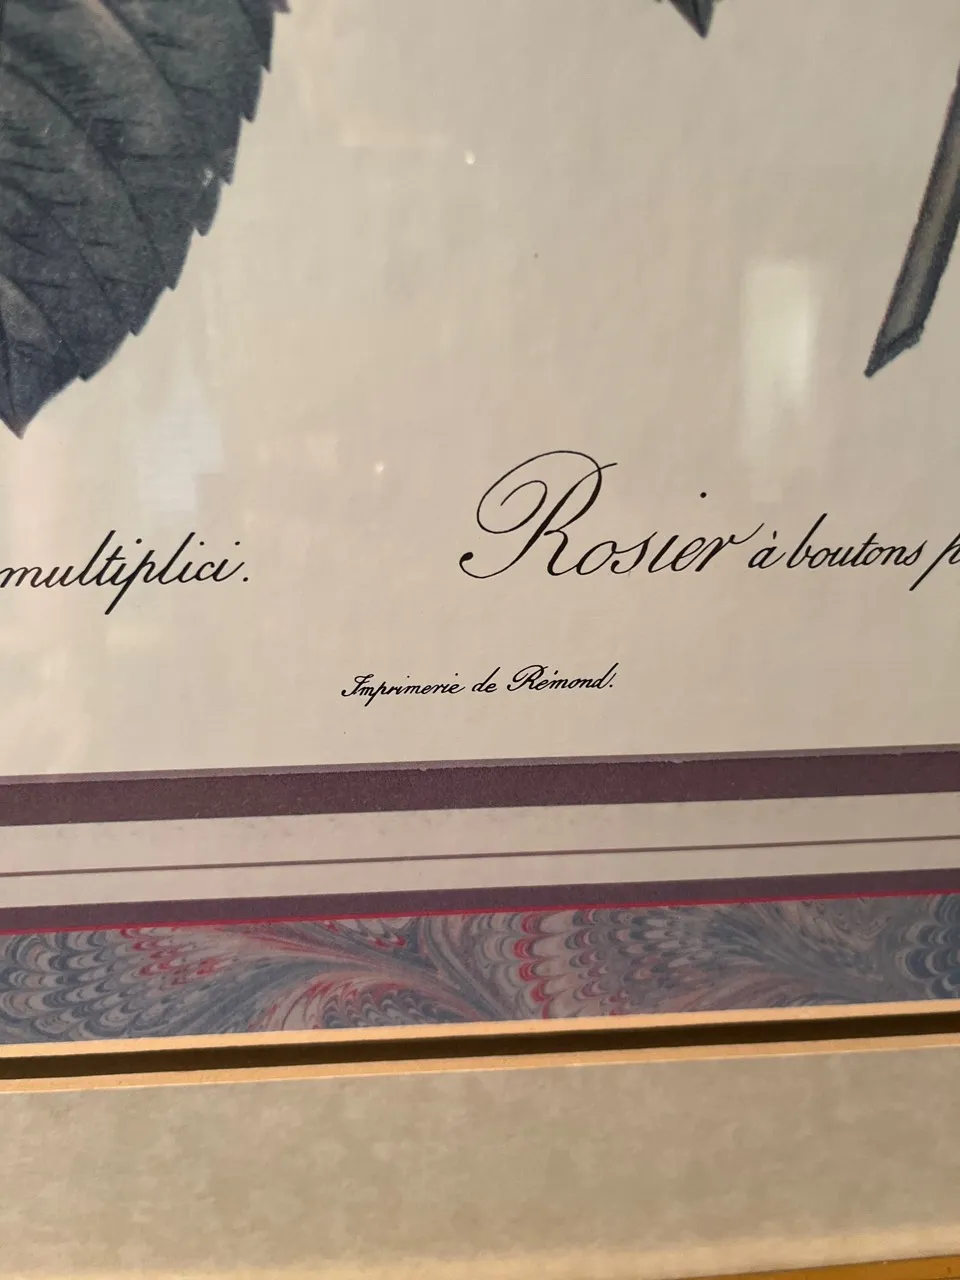 multiplici. Rosier à boutons
Imprimerie de Rémond.